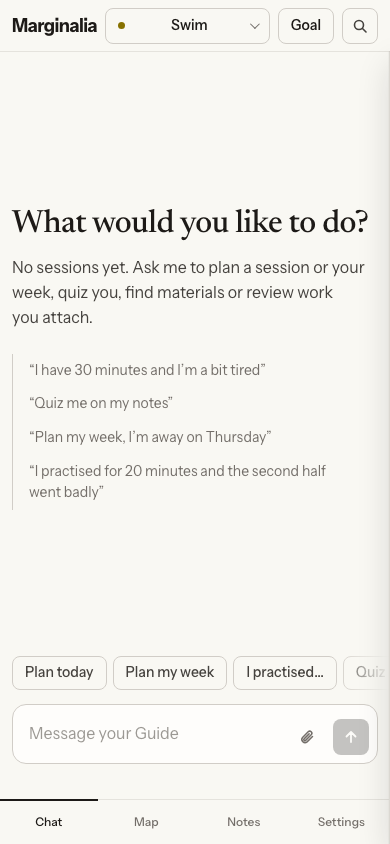 Marginalia
Swim
Goal
What would you like to do?
No sessions yet. Ask me to plan a session or your
week, quiz you, find materials or review work
you attach.
“I have 30 minutes and I’m a bit tired”
“Quiz me on my notes”
“Plan my week, I’m away on Thursday”
“I practised for 20 minutes and the second half
went badly”
Plan today
Plan my week
I practised…
Quiz
Message your Guide
Chat
Map
Notes
Settings